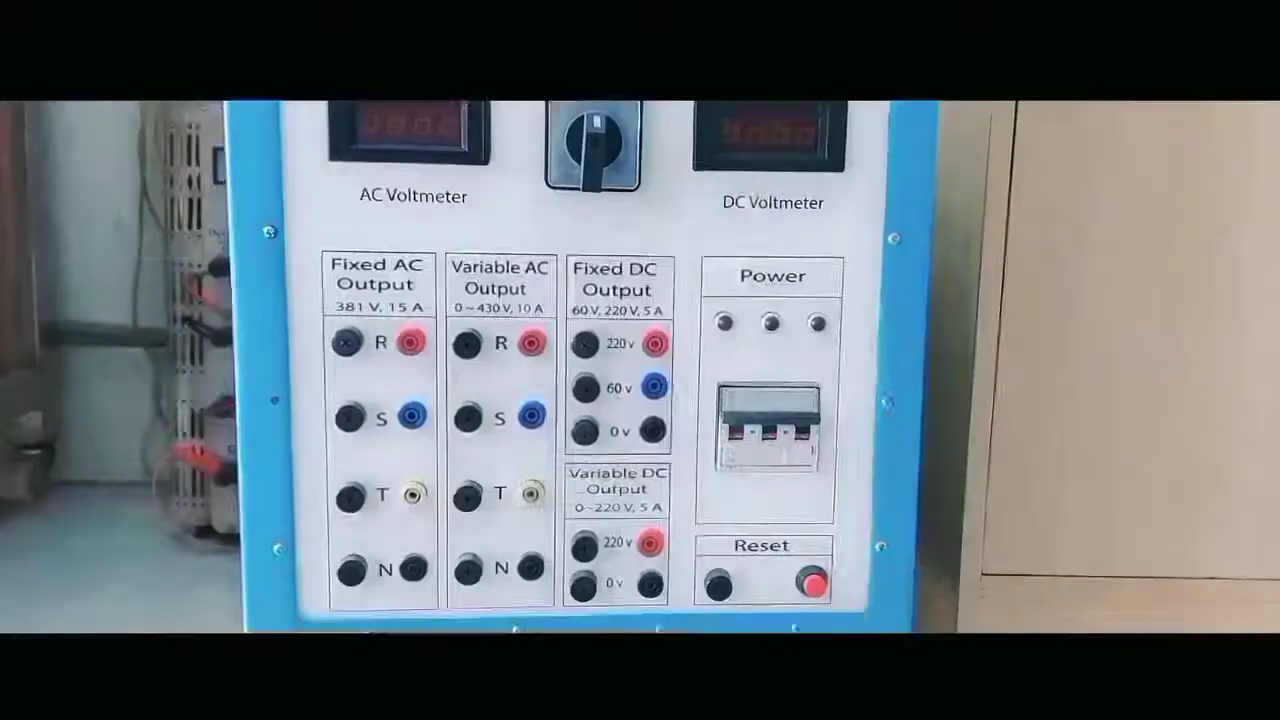 AC Voltmeter
DC Voltmeter
Fixed AC
Output
381 V, 15 A
R
S
T
N
Variable AC
Output
0~430 V, 10 A
R
S
T
N
Fixed DC
Output
60 V, 220 V, 5 A
220 v
60 v
0 v
Variable DC
Output
0~220 V, 5 A
220 v
0 v
Power
Reset